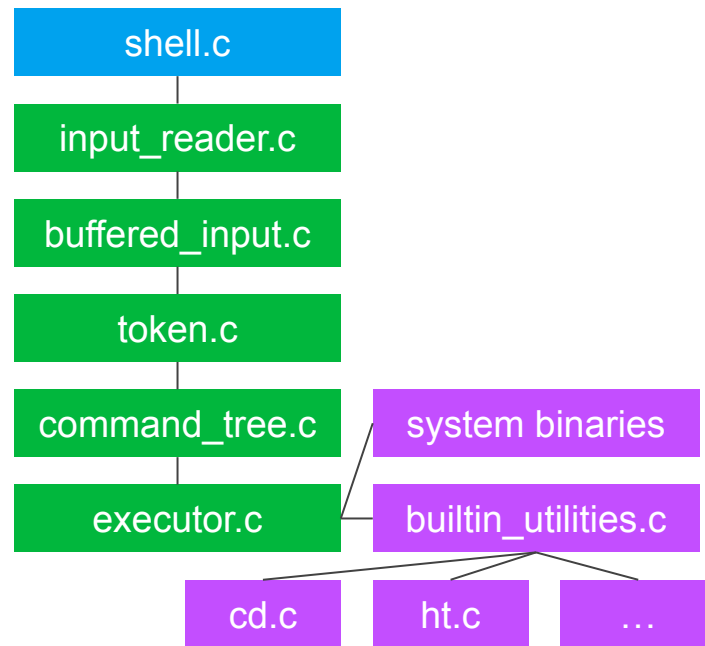 shell.c
input_reader.c
buffered_input.c
token.c
command_tree.c
system binaries
executor.c
builtin_utilities.c
cd.c
ht.c
…